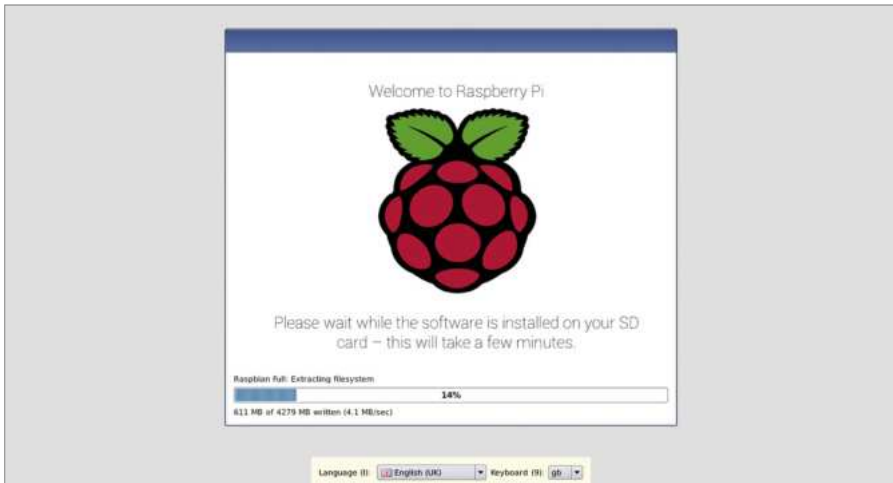 Welcome to Raspberry Pi
Please wait while the software is installed on your SD
card – this will take a few minutes.
Raspbian Full: Extracting filesystem
14%
611 MB of 4279 MB written (4.1 MB/sec)
Language (l): English (UK) Keyboard (9): gb